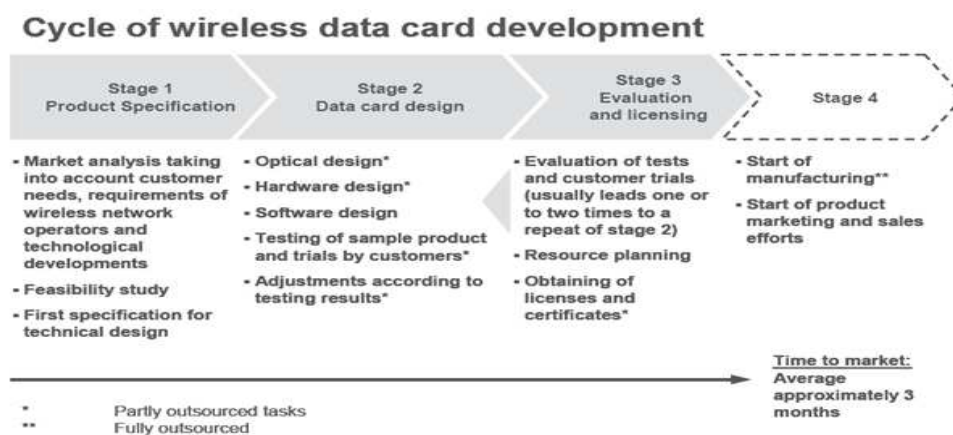 Cycle of wireless data card development
Stage 1
Product Specification
Stage 2
Data card design
Stage 3
Evaluation
and licensing
Stage 4
- Market analysis taking
into account customer
needs, requirements of
wireless network
operators and
technological
developments
- Feasibility study
- First specification for
technical design
- Optical design*
- Hardware design*
- Software design
- Testing of sample product
and trials by customers*
- Adjustments according to
testing results*
- Evaluation of tests
and customer trials
(usually leads one or
to two times to a
repeat of stage 2)
- Resource planning
- Obtaining of
licenses and
certificates*
- Start of
manufacturing**
- Start of product
marketing and sales
efforts
Time to market:
Average
approximately 3
months
* Partly outsourced tasks
** Fully outsourced